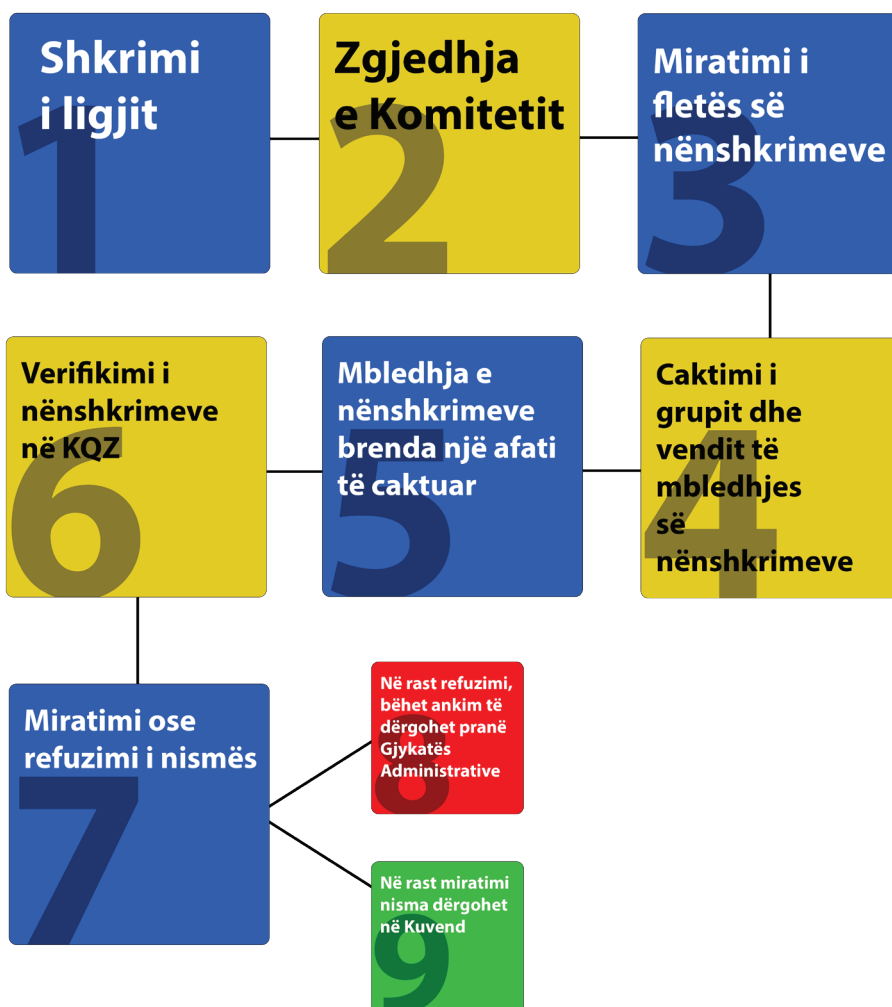 Shkrimi
i ligjit
1
Zgjedhja
e Komitetit
2
Miratimi i
fletës së
nënshkrimeve
3
Caktimi i
grupit dhe
vendit të
mbledhjes
së
nënshkrimeve
4
Mbledhja e
nënshkrimeve
brenda një afati
të caktuar
5
Verifikimi i
nënshkrimeve
në KQZ
6
Miratimi ose
refuzimi i nismës
7
Në rast refuzimi,
bëhet ankim të
dërgohet pranë
Gjykatës
Administrative
8
Në rast miratimi
nisma dërgohet
në Kuvend
9